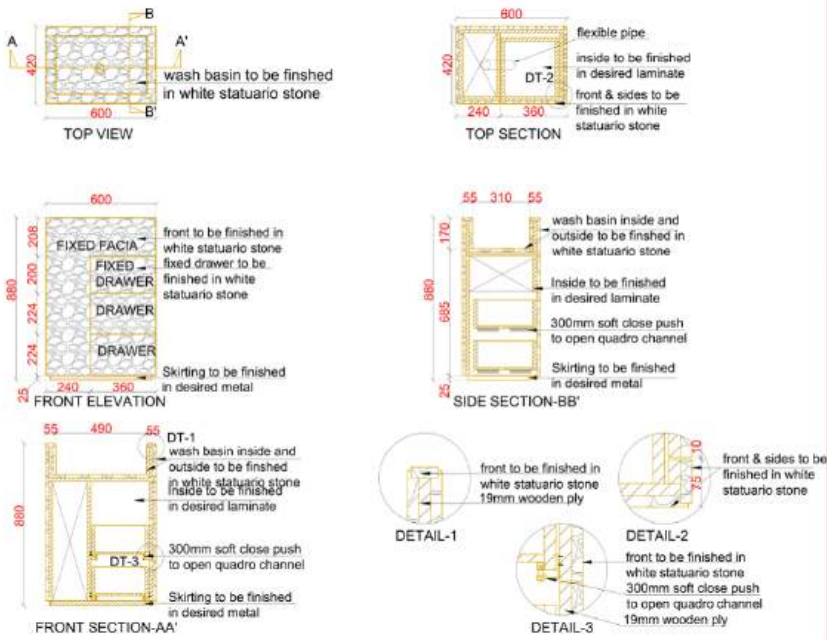 B
A
A'
420
wash basin to be finshed
in white statuario stone
B'
600
TOP VIEW
600
flexible pipe
420
inside to be finished
in desired laminate
DT-2
front & sides to be
finished in white
statuario stone
240
360
TOP SECTION
600
208
front to be finished in
white statuario stone
FIXED FACIA
200
FIXED
DRAWER
fixed drawer to be
finished in white
statuario stone
880
224
DRAWER
224
DRAWER
Skirting to be finished
in desired metal
25
240
360
FRONT ELEVATION
55
310
55
170
wash basin inside and
outside to be finshed in
white statuario stone
880
685
Inside to be finished
in desired laminate
300mm soft close push
to open quadro channel
Skirting to be finished
in desired metal
25
SIDE SECTION-BB'
55
490
55
DT-1
wash basin inside and
outside to be finshed
in white statuario stone
Inside to be finished
in desired laminate
880
300mm soft close push
to open quadro channel
DT-3
Skirting to be finished
in desired metal
FRONT SECTION-AA'
front to be finished in
white statuario stone
19mm wooden ply
DETAIL-1
10
75
front & sides to be
finished in white
statuario stone
DETAIL-2
front to be finished in
white statuario stone
300mm soft close push
to open quadro channel
19mm wooden ply
DETAIL-3